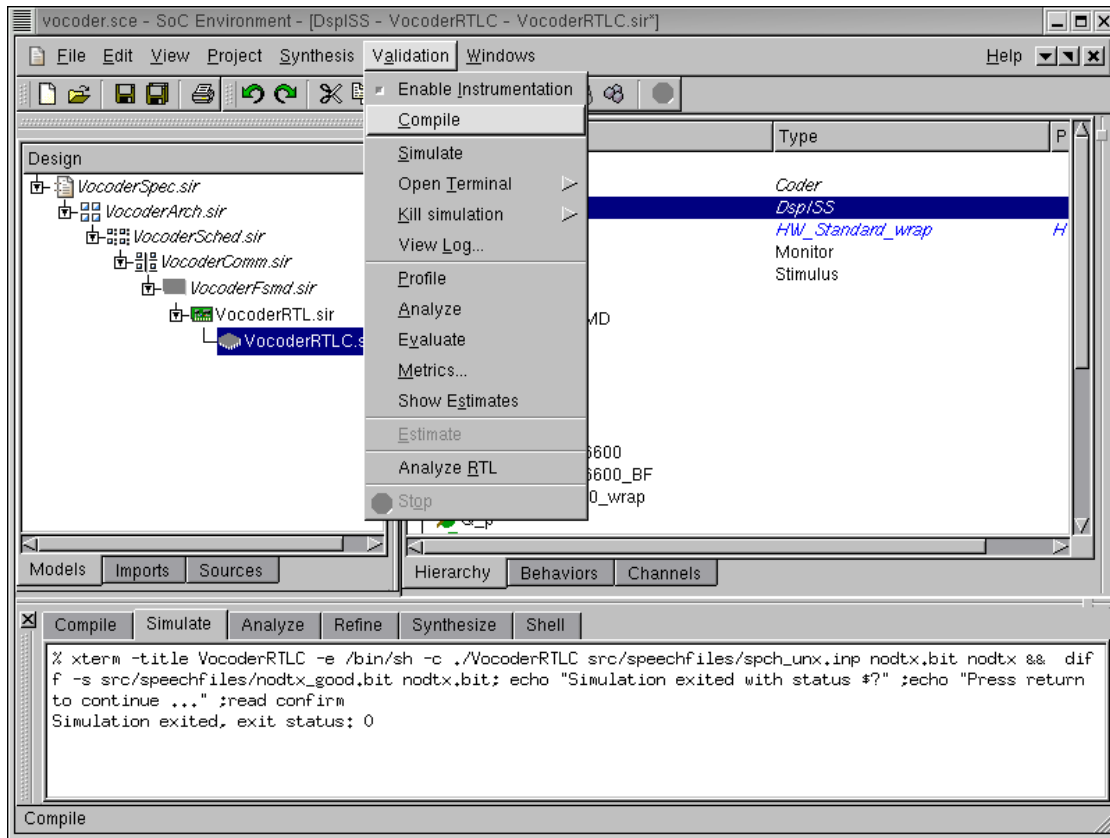 vocoder.sce - SoC Environment - [DspISS - VocoderRTLC - VocoderRTLC.sir*]
File Edit View Project Synthesis Validation Windows Help
Enable Instrumentation
Compile
Simulate
Open Terminal
Kill simulation
View Log...
Profile
Analyze
Evaluate
Metrics...
Show Estimates
Estimate
Analyze RTL
Stop
Design
VocoderSpec.sir
VocoderArch.sir
VocoderSched.sir
VocoderComm.sir
VocoderFsmd.sir
VocoderRTL.sir
VocoderRTLC.s
Models Imports Sources
Type P
Coder
DspISS
HW_Standard_wrap H
Monitor
Stimulus
MD
6600
6600_BF
0_wrap
Hierarchy Behaviors Channels
Compile Simulate Analyze Refine Synthesize Shell
% xterm -title VocoderRTLC -e /bin/sh -c ./VocoderRTLC src/speechfiles/spch_unx.inp nodtx.bit nodtx && dif
f -s src/speechfiles/nodtx_good.bit nodtx.bit; echo "Simulation exited with status $?" ;echo "Press return
to continue ..." ;read confirm
Simulation exited, exit status: 0
Compile